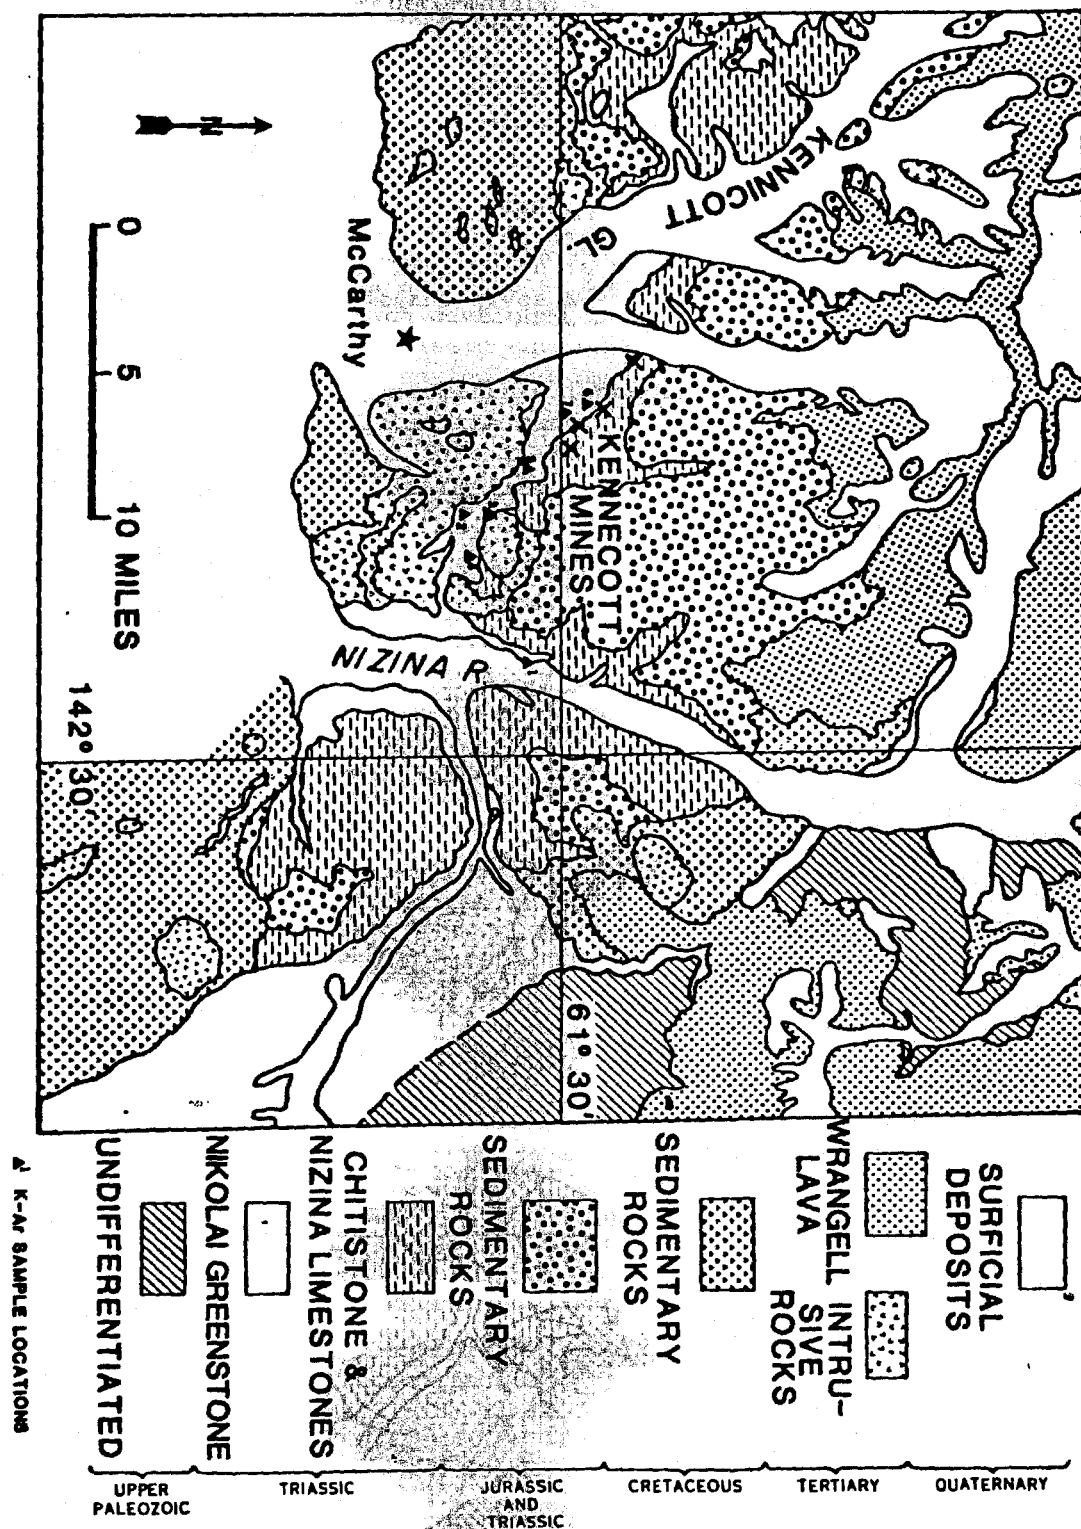 KENNICOTT
GL
McCarthy
KENNECOTT
MINES
NIZINA R.
N
0
5
10 MILES
142° 30'
61° 30'
SURFICIAL
DEPOSITS
WRANGELL
LAVA
INTRU-
SIVE
ROCKS
SEDIMENTARY
ROCKS
SEDIMENTARY
ROCKS
CHITISTONE &
NIZINA LIMESTONES
NIKOLAI GREENSTONE
UNDIFFERENTIATED
K-Ar SAMPLE LOCATIONS
QUATERNARY
TERTIARY
CRETACEOUS
JURASSIC
AND
TRIASSIC
TRIASSIC
UPPER
PALEOZOIC